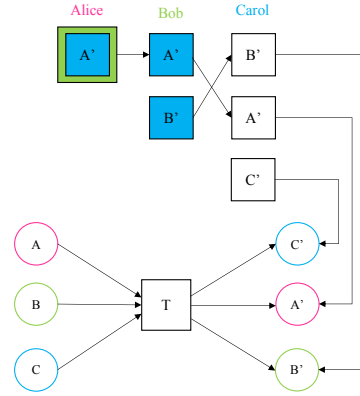 Alice Bob Carol
A' A' B'
B' A'
C'
A C'
T
B A'
C B'